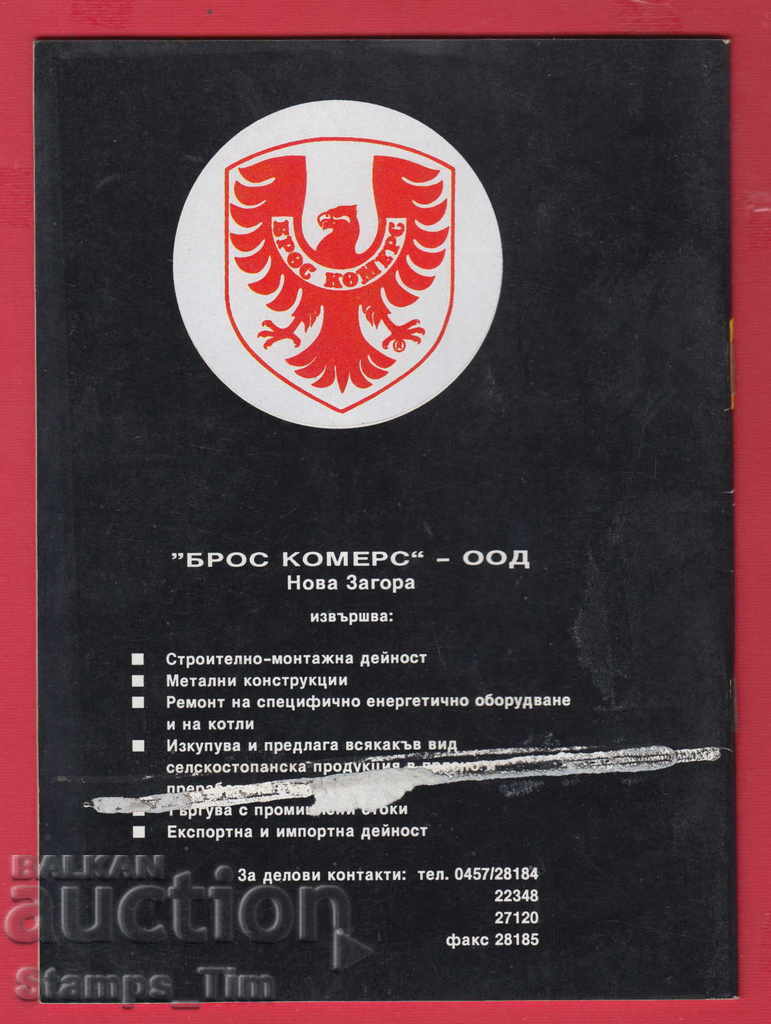 БРОС КОМЕРС
®
"БРОС КОМЕРС“ – ООД
Нова Загора
извършва:
Строително-монтажна дейност
Метални конструкции
Ремонт на специфично енергетично оборудване
и на котли
Изкупува и предлага всякакъв вид
селскостопанска продукция в
Търгува с промишлени стоки
Експортна и импортна дейност
За делови контакти: тел. 0457/28184
22348
27120
факс 28185
BALKAN
auction
Stamps_Tim